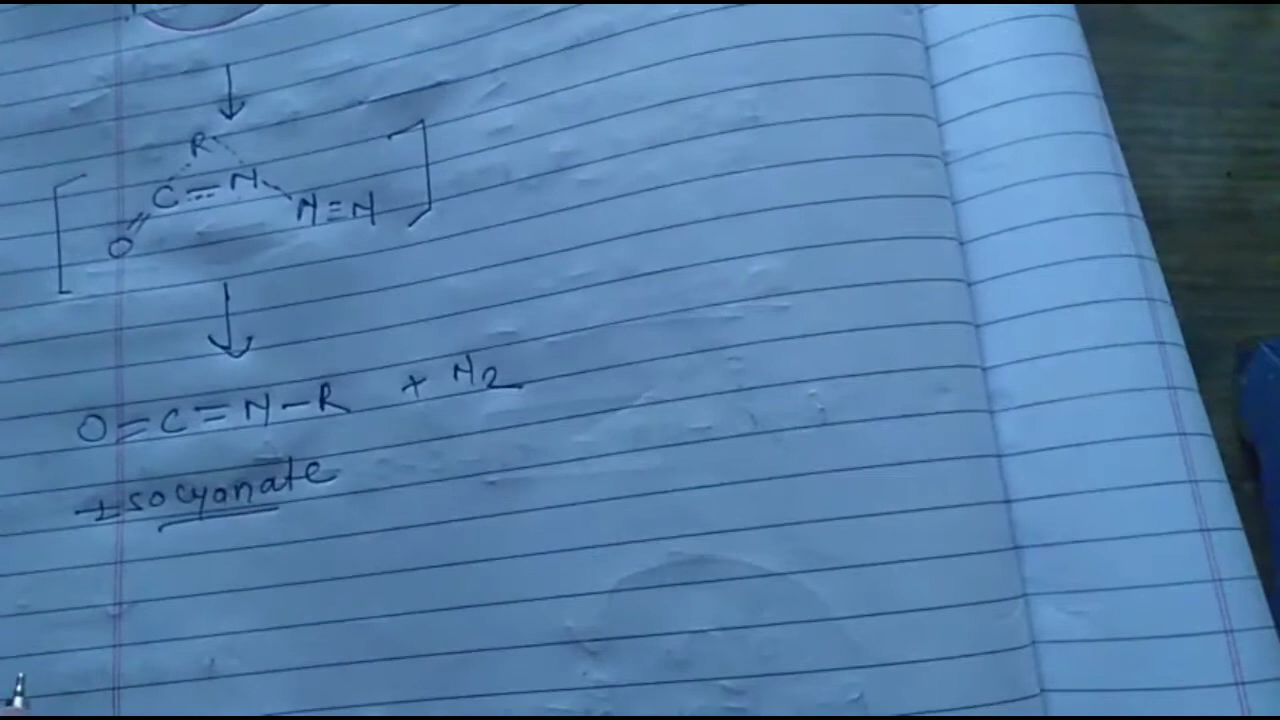 R
C=N
N≡N
O
O=C=N-R + N2
Isocyanate